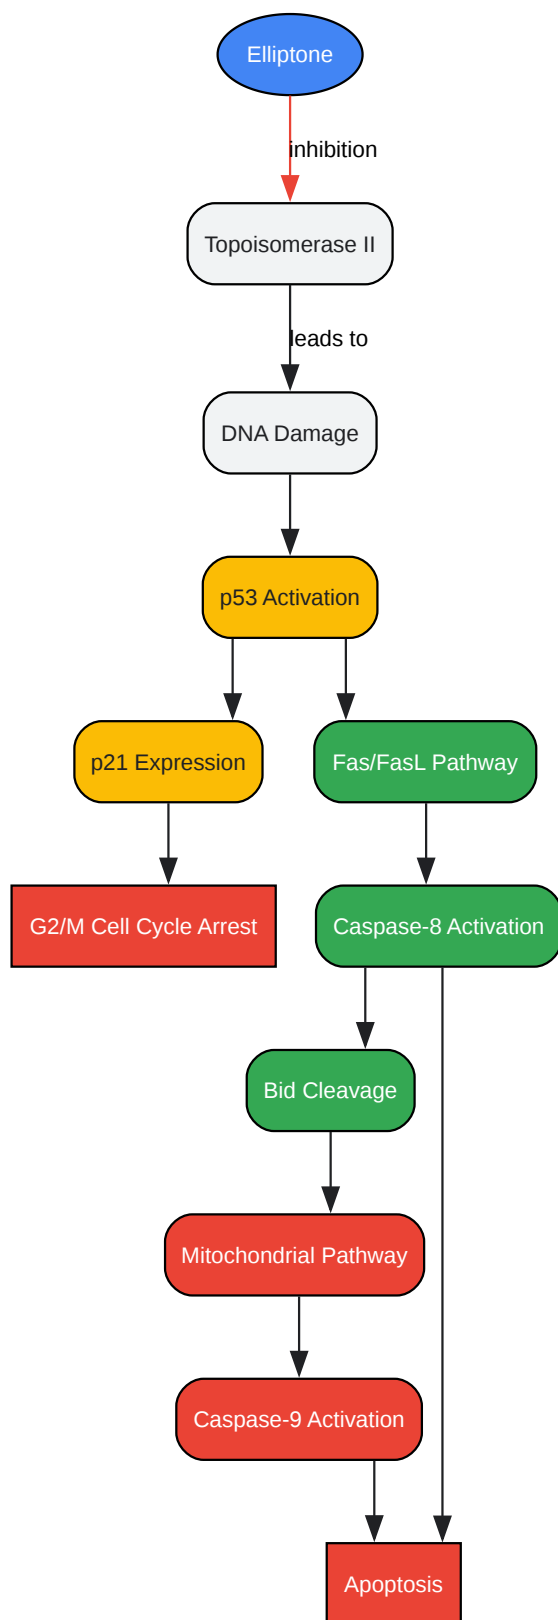 Elliptone
inhibition
Topoisomerase II
leads to
DNA Damage
p53 Activation
p21 Expression
Fas/FasL Pathway
G2/M Cell Cycle Arrest
Caspase-8 Activation
Bid Cleavage
Mitochondrial Pathway
Caspase-9 Activation
Apoptosis